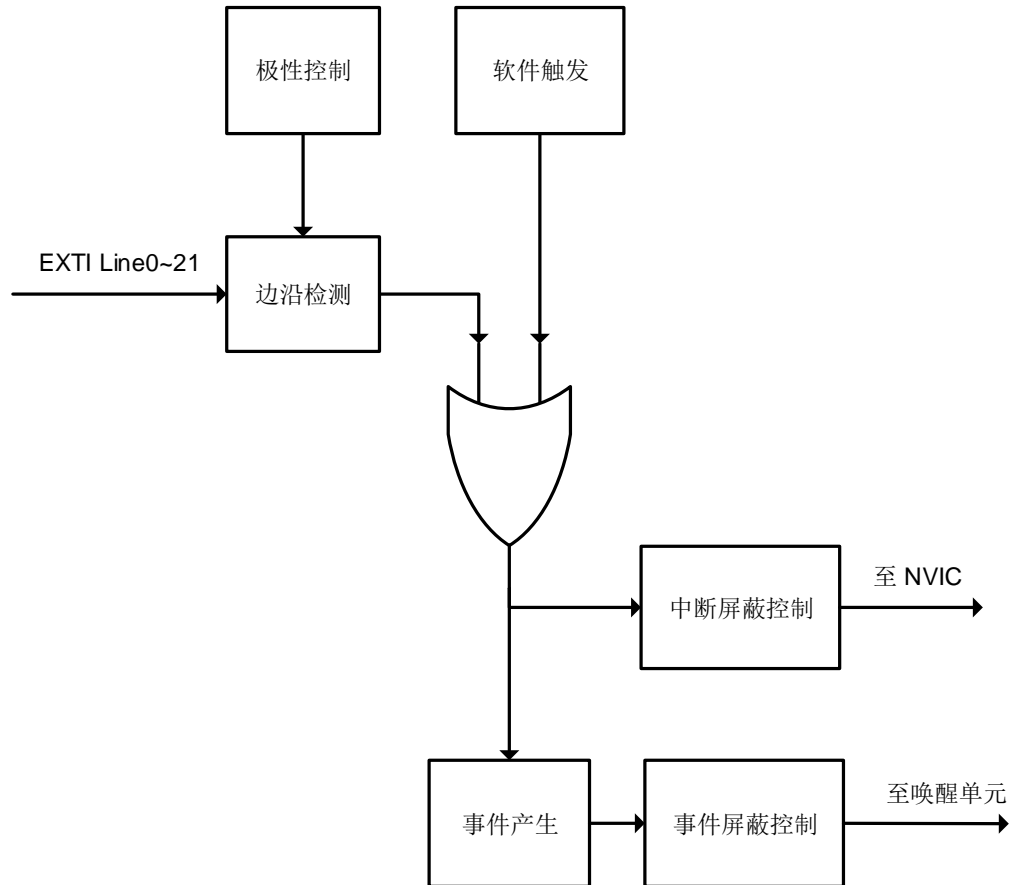 极性控制
软件触发
EXTI Line0~21
边沿检测
至 NVIC
中断屏蔽控制
至唤醒单元
事件产生
事件屏蔽控制